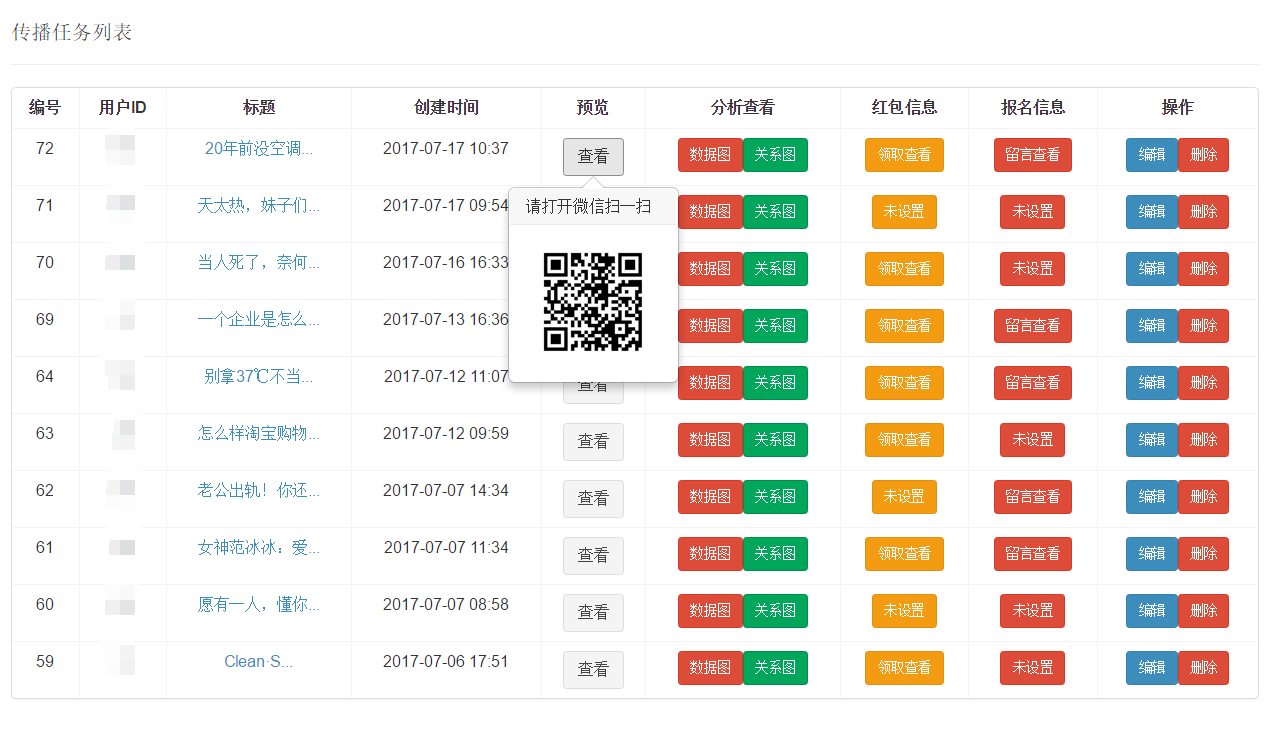 传播任务列表
编号 用户ID 标题 创建时间 预览 分析查看 红包信息 报名信息 操作
72 20年前没空调... 2017-07-17 10:37 查看 数据图 关系图 领取查看 留言查看 编辑 删除
71 天太热，妹子们... 2017-07-17 09:54 请打开微信扫一扫 数据图 关系图 未设置 未设置 编辑 删除
70 当人死了，奈何... 2017-07-16 16:33 数据图 关系图 领取查看 未设置 编辑 删除
69 一个企业是怎么... 2017-07-13 16:36 数据图 关系图 领取查看 留言查看 编辑 删除
64 别拿37℃不当... 2017-07-12 11:07 查看 数据图 关系图 领取查看 留言查看 编辑 删除
63 怎么样淘宝购物... 2017-07-12 09:59 查看 数据图 关系图 领取查看 未设置 编辑 删除
62 老公出轨！你还... 2017-07-07 14:34 查看 数据图 关系图 未设置 留言查看 编辑 删除
61 女神范冰冰：爱... 2017-07-07 11:34 查看 数据图 关系图 领取查看 留言查看 编辑 删除
60 愿有一人，懂你... 2017-07-07 08:58 查看 数据图 关系图 未设置 未设置 编辑 删除
59 Clean·S... 2017-07-06 17:51 查看 数据图 关系图 领取查看 未设置 编辑 删除